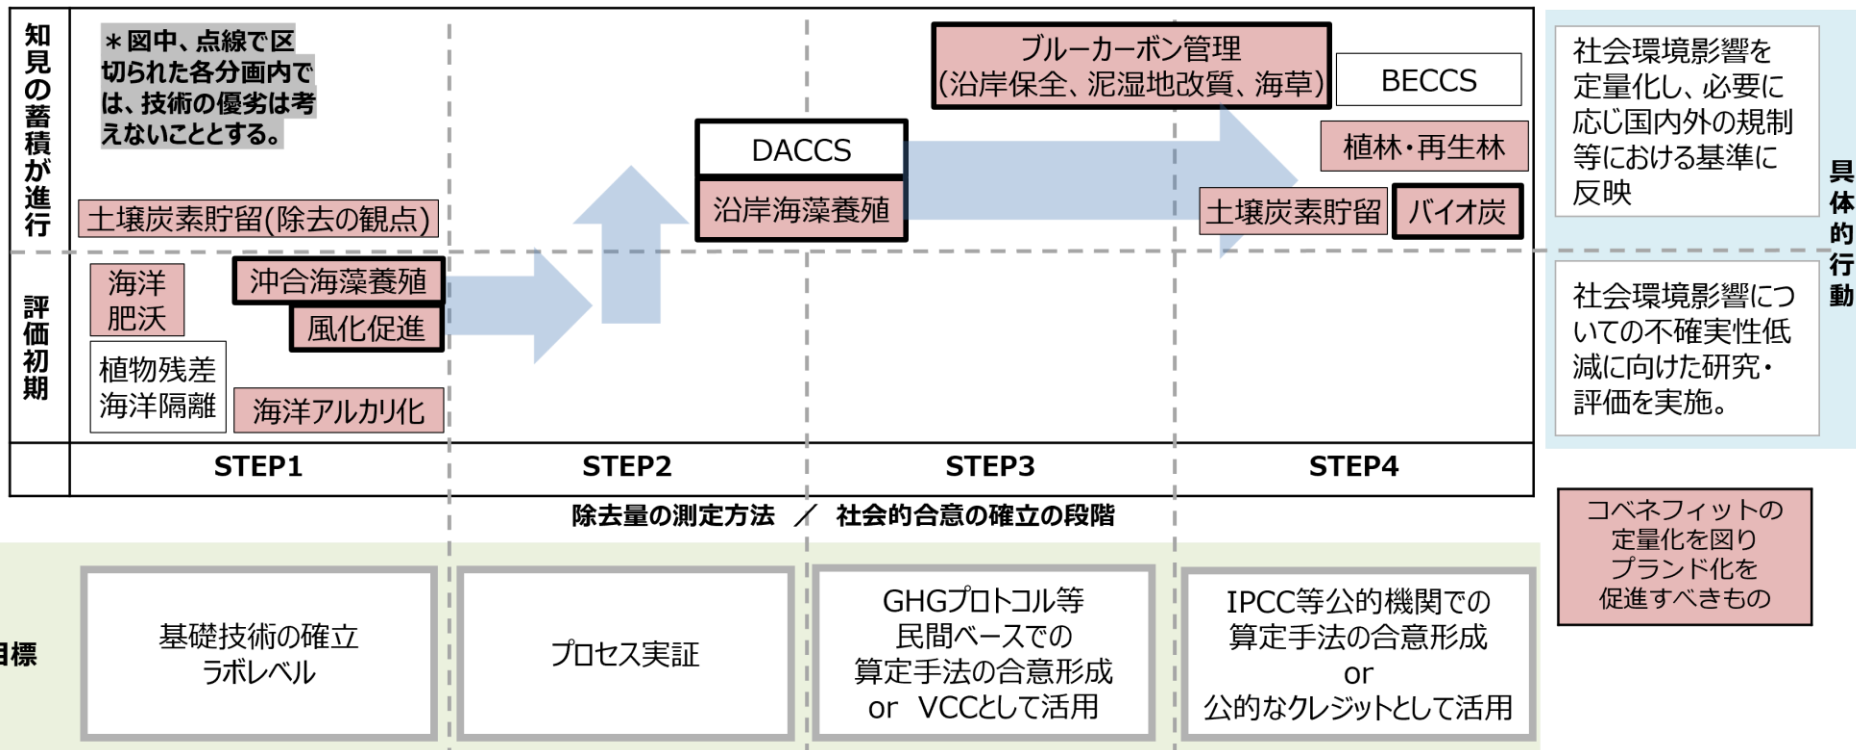 知見の蓄積が進行
＊図中、点線で区
切られた各分画内で
は、技術の優劣は考
えないこととする。
ブルーカーボン管理
(沿岸保全、泥湿地改質、海草)
BECCS
DACCS
植林・再生林
沿岸海藻養殖
土壌炭素貯留(除去の観点)
土壌炭素貯留
バイオ炭
評価初期
海洋
肥沃
沖合海藻養殖
風化促進
植物残差
海洋隔離
海洋アルカリ化
STEP1
STEP2
STEP3
STEP4
除去量の測定方法 ／ 社会的合意の確立の段階
社会環境影響を
定量化し、必要に
応じ国内外の規制
等における基準に
反映
社会環境影響につ
いての不確実性低
減に向けた研究・
評価を実施。
具体的行動
コベネフィットの
定量化を図り
ブランド化を
促進すべきもの
目標
基礎技術の確立
ラボレベル
プロセス実証
GHGプロトコル等
民間ベースでの
算定手法の合意形成
or VCCとして活用
IPCC等公的機関での
算定手法の合意形成
or
公的なクレジットとして活用